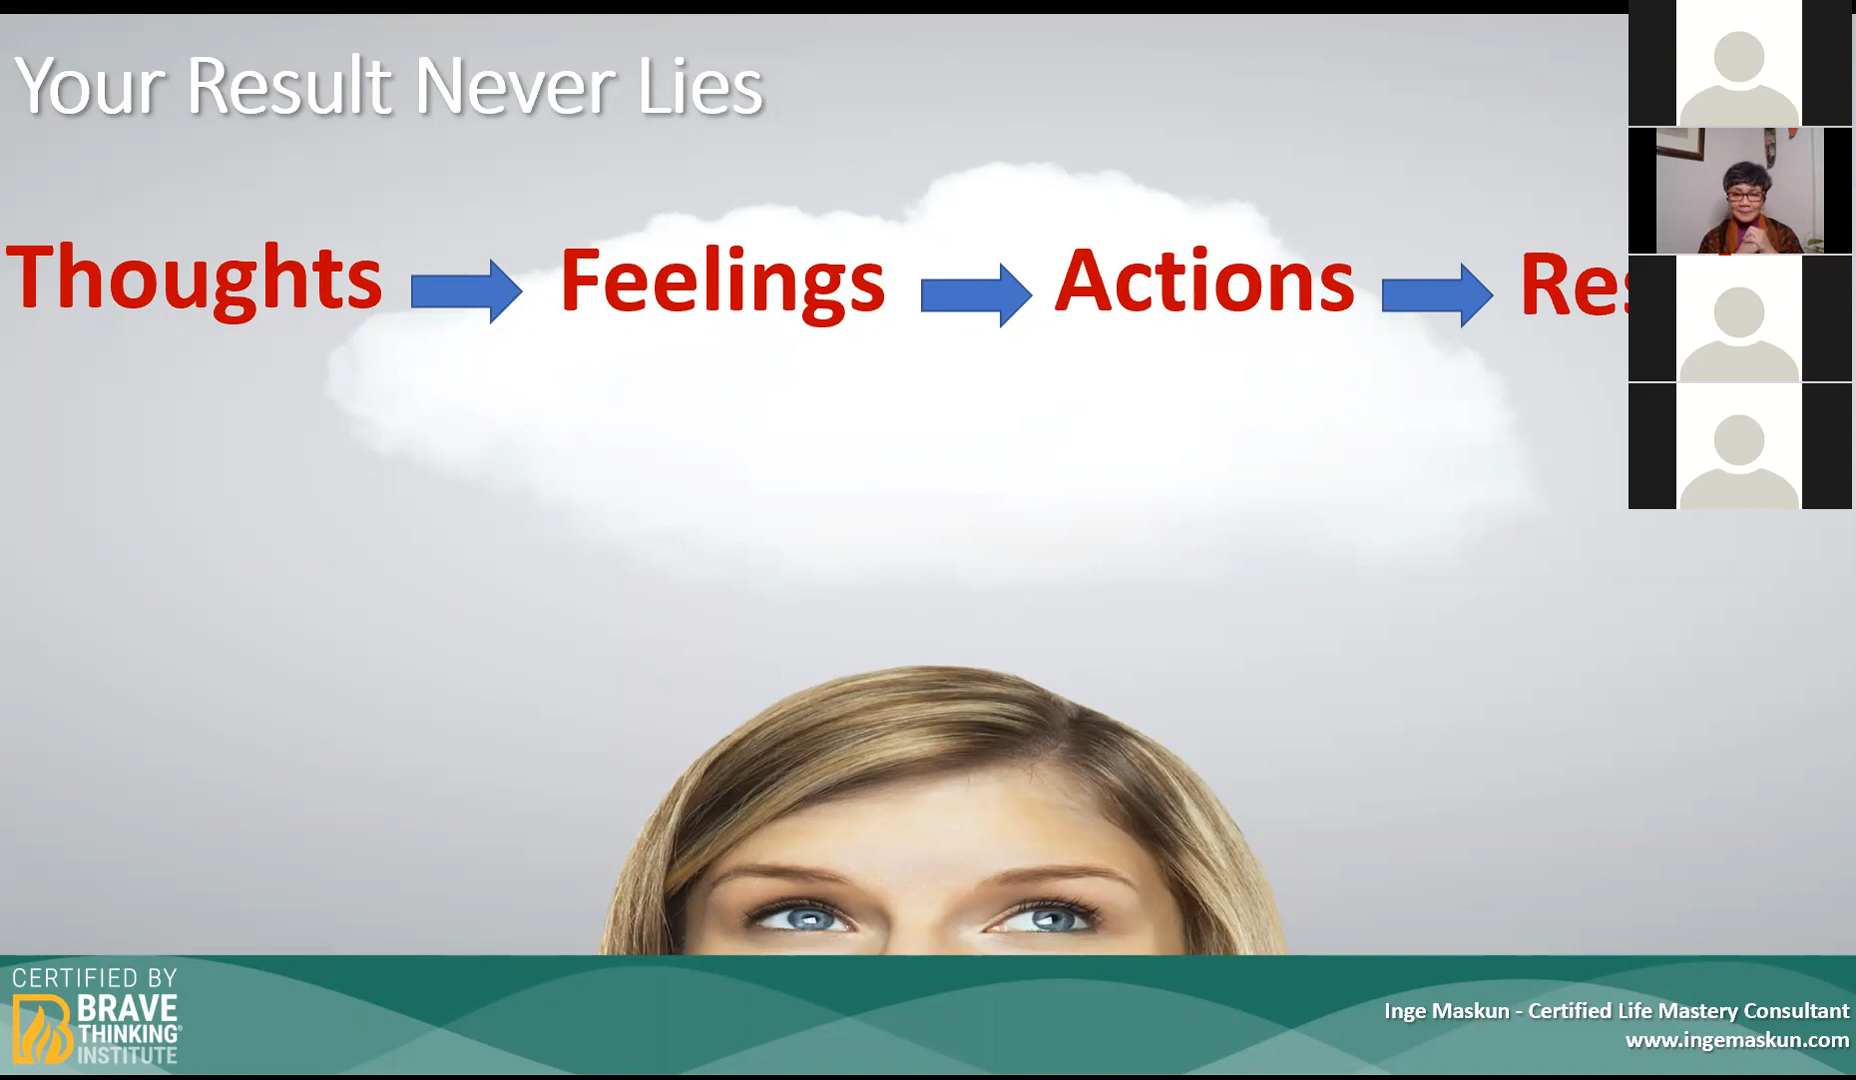 Your Result Never Lies
Thoughts Feelings Actions
CERTIFIED BY
BRAVE
THINKING®
INSTITUTE
Inge Maskun - Certified Life Mastery Consultant
www.ingemaskun.com